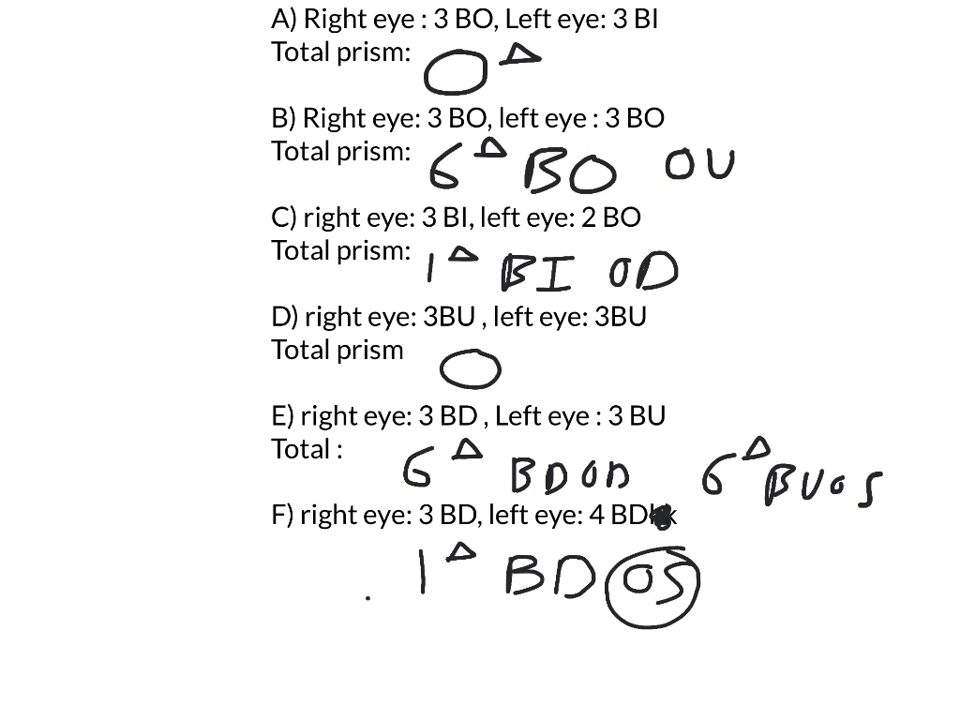 A) Right eye : 3 BO, Left eye: 3 BI
Total prism: 0 Δ
B) Right eye: 3 BO, left eye : 3 BO
Total prism: 6 Δ BO OU
C) right eye: 3 BI, left eye: 2 BO
Total prism: 1 Δ BI OD
D) right eye: 3BU , left eye: 3BU
Total prism 0
E) right eye: 3 BD , Left eye : 3 BU
Total : 6 Δ BD OD 6 Δ BU OS
F) right eye: 3 BD, left eye: 4 BD
1 Δ BD OS